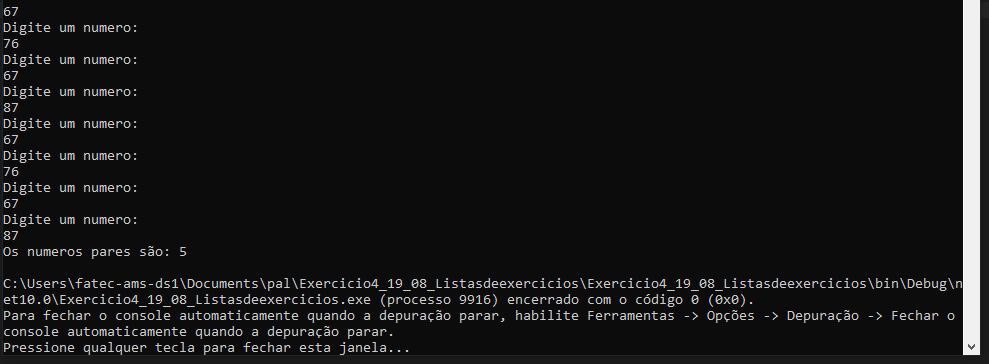 67
Digite um numero:
76
Digite um numero:
67
Digite um numero:
87
Digite um numero:
67
Digite um numero:
76
Digite um numero:
67
Digite um numero:
87
Os numeros pares são: 5
C:\Users\fatec-ams-ds1\Documents\pal\Exercicio4_19_08_Listasdeexercicios\Exercicio4_19_08_Listasdeexercicios\bin\Debug\n
et10.0\Exercicio4_19_08_Listasdeexercicios.exe (processo 9916) encerrado com o código 0 (0x0).
Para fechar o console automaticamente quando a depuração parar, habilite Ferramentas -> Opções -> Depuração -> Fechar o
console automaticamente quando a depuração parar.
Pressione qualquer tecla para fechar esta janela...